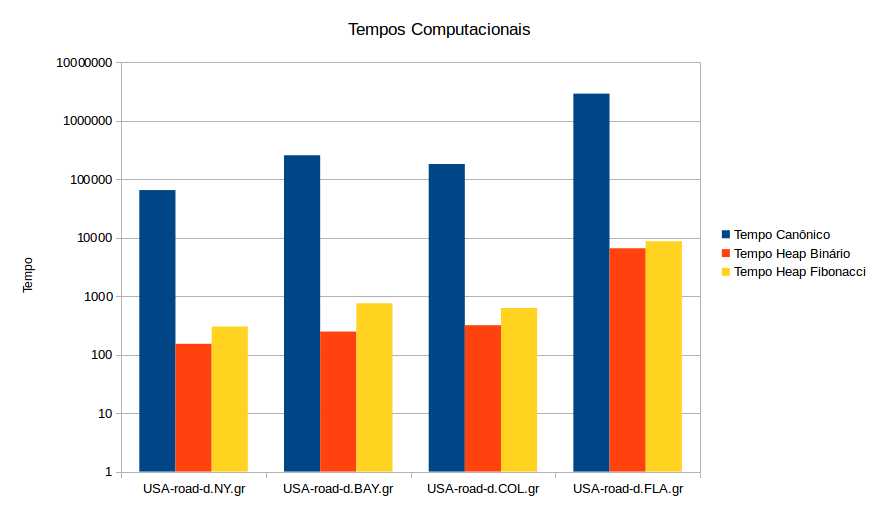 Tempos Computacionais
10000000
1000000
100000
10000
1000
100
10
1
Tempo
USA-road-d.NY.gr
USA-road-d.BAY.gr
USA-road-d.COL.gr
USA-road-d.FLA.gr
Tempo Canônico
Tempo Heap Binário
Tempo Heap Fibonacci